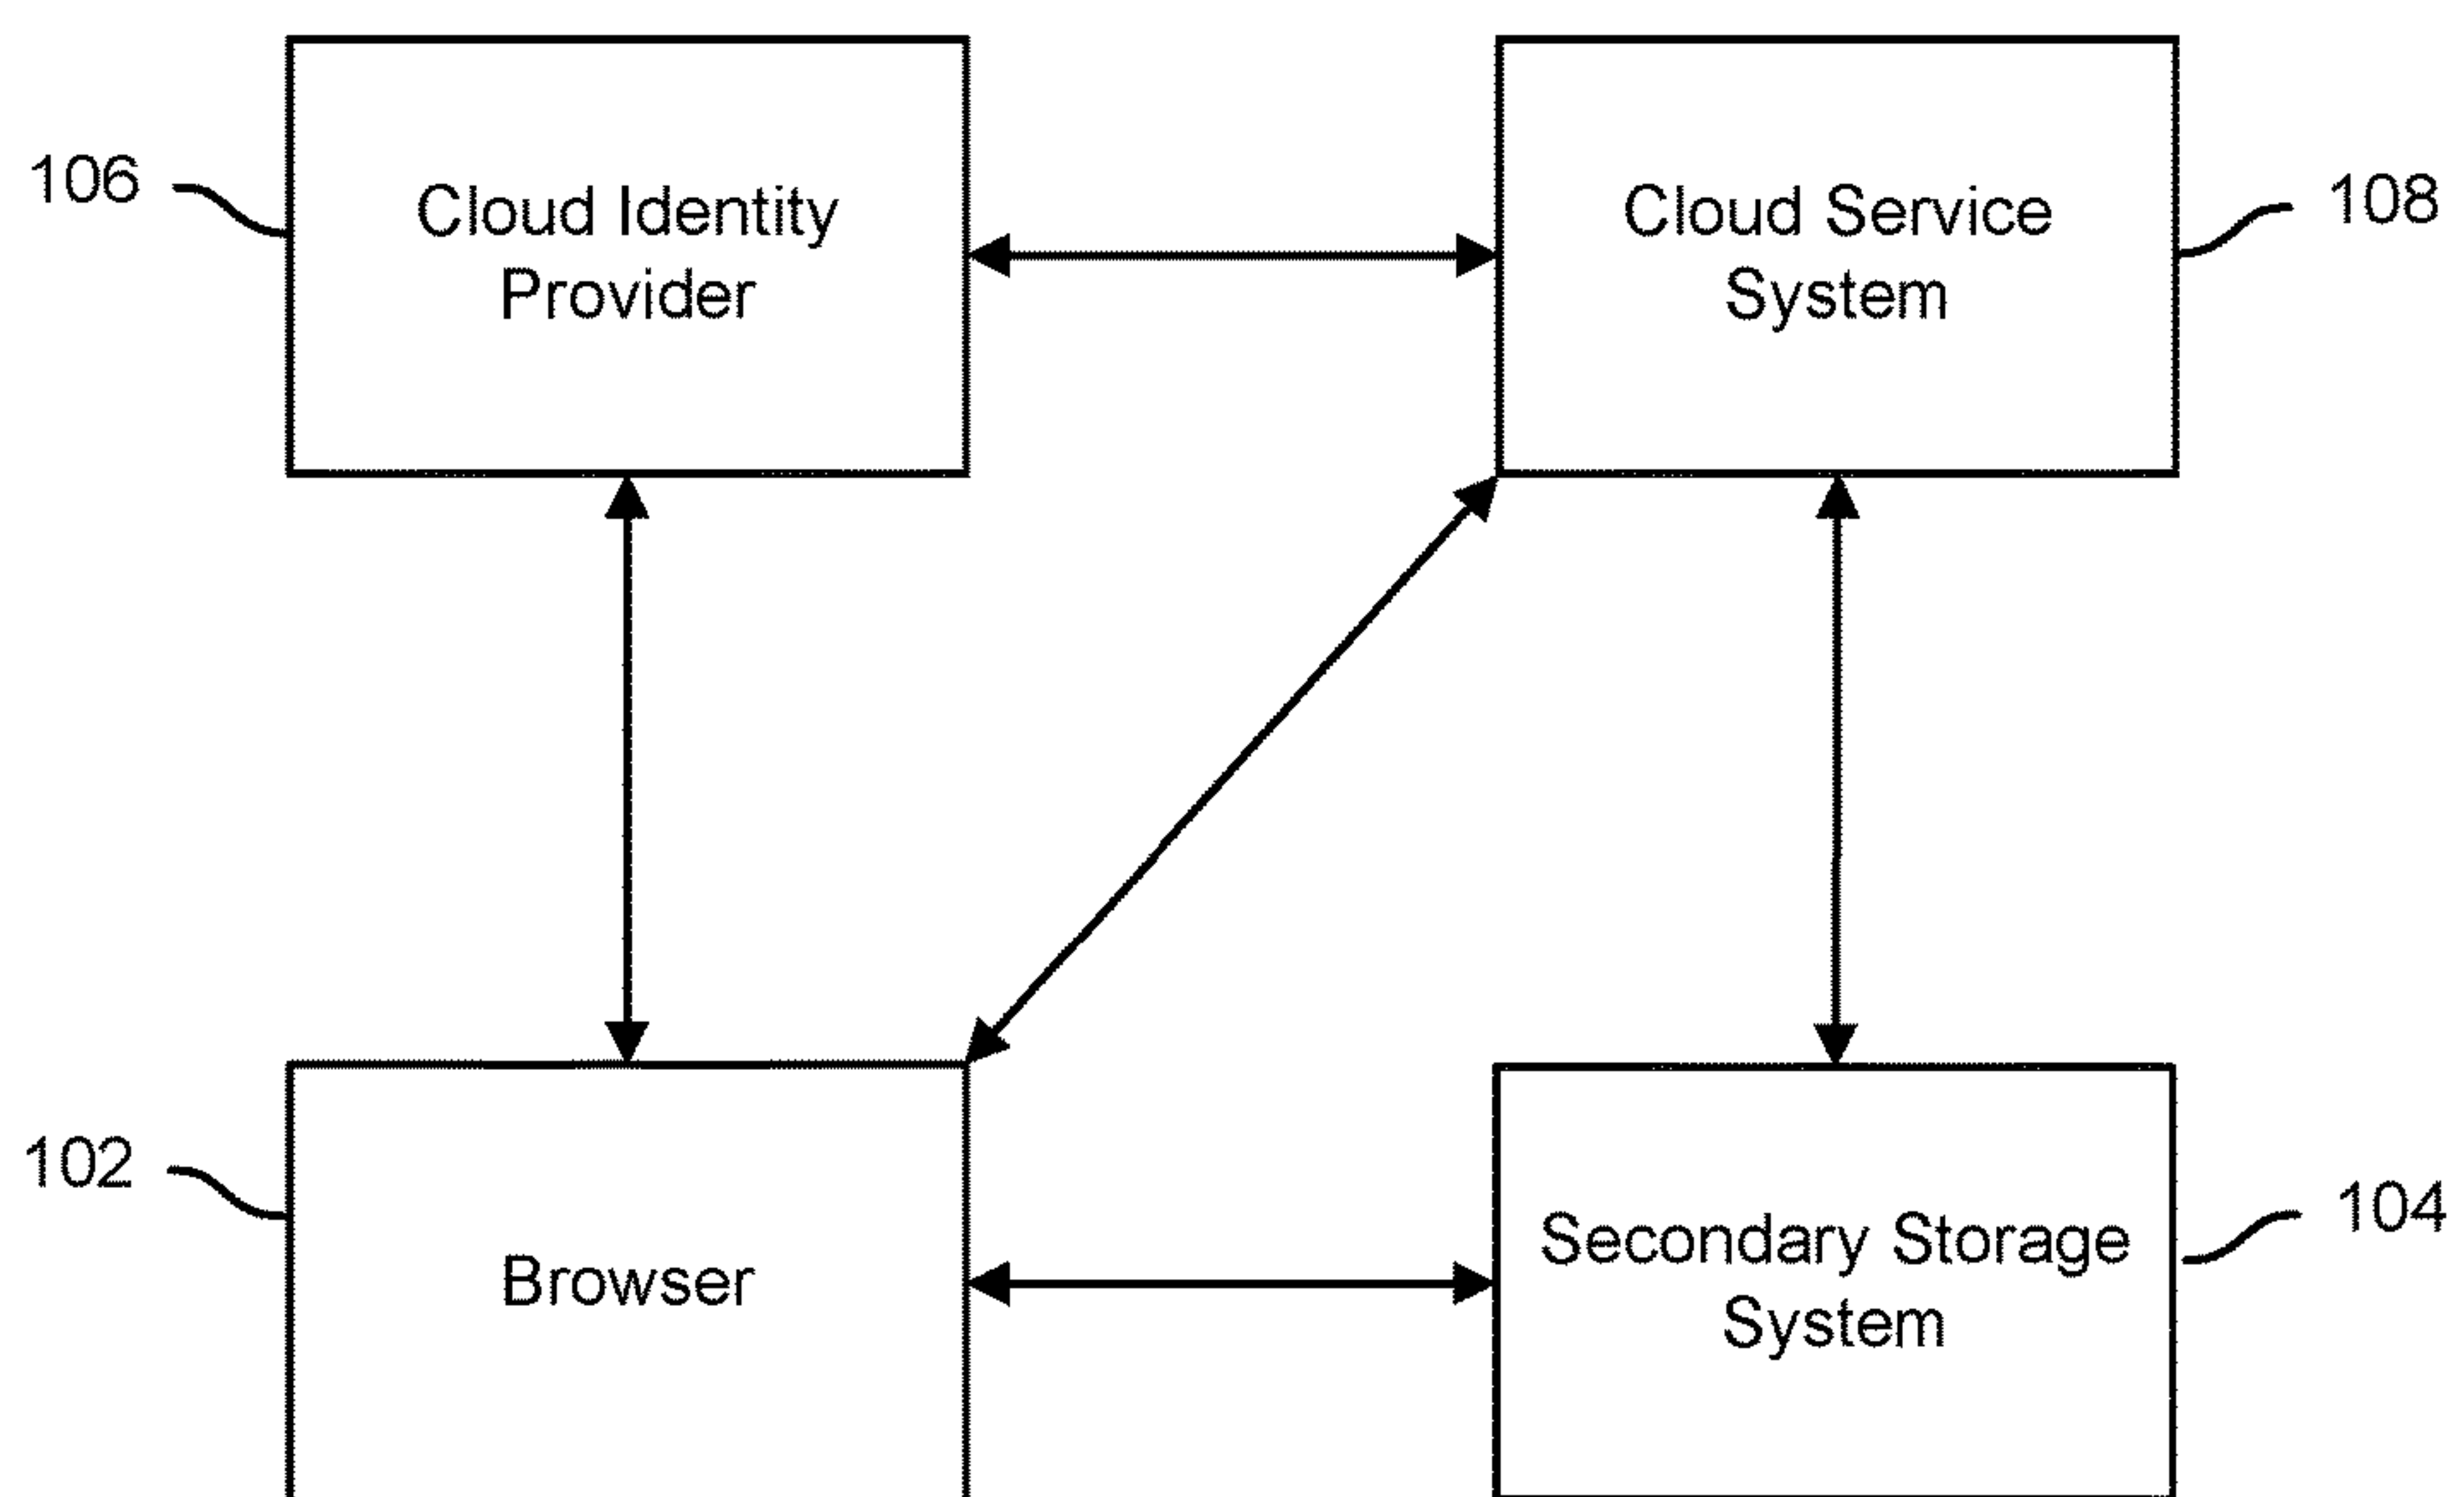 106
Cloud Identity
Provider
Cloud Service
System
108
102
Browser
Secondary Storage
System
104